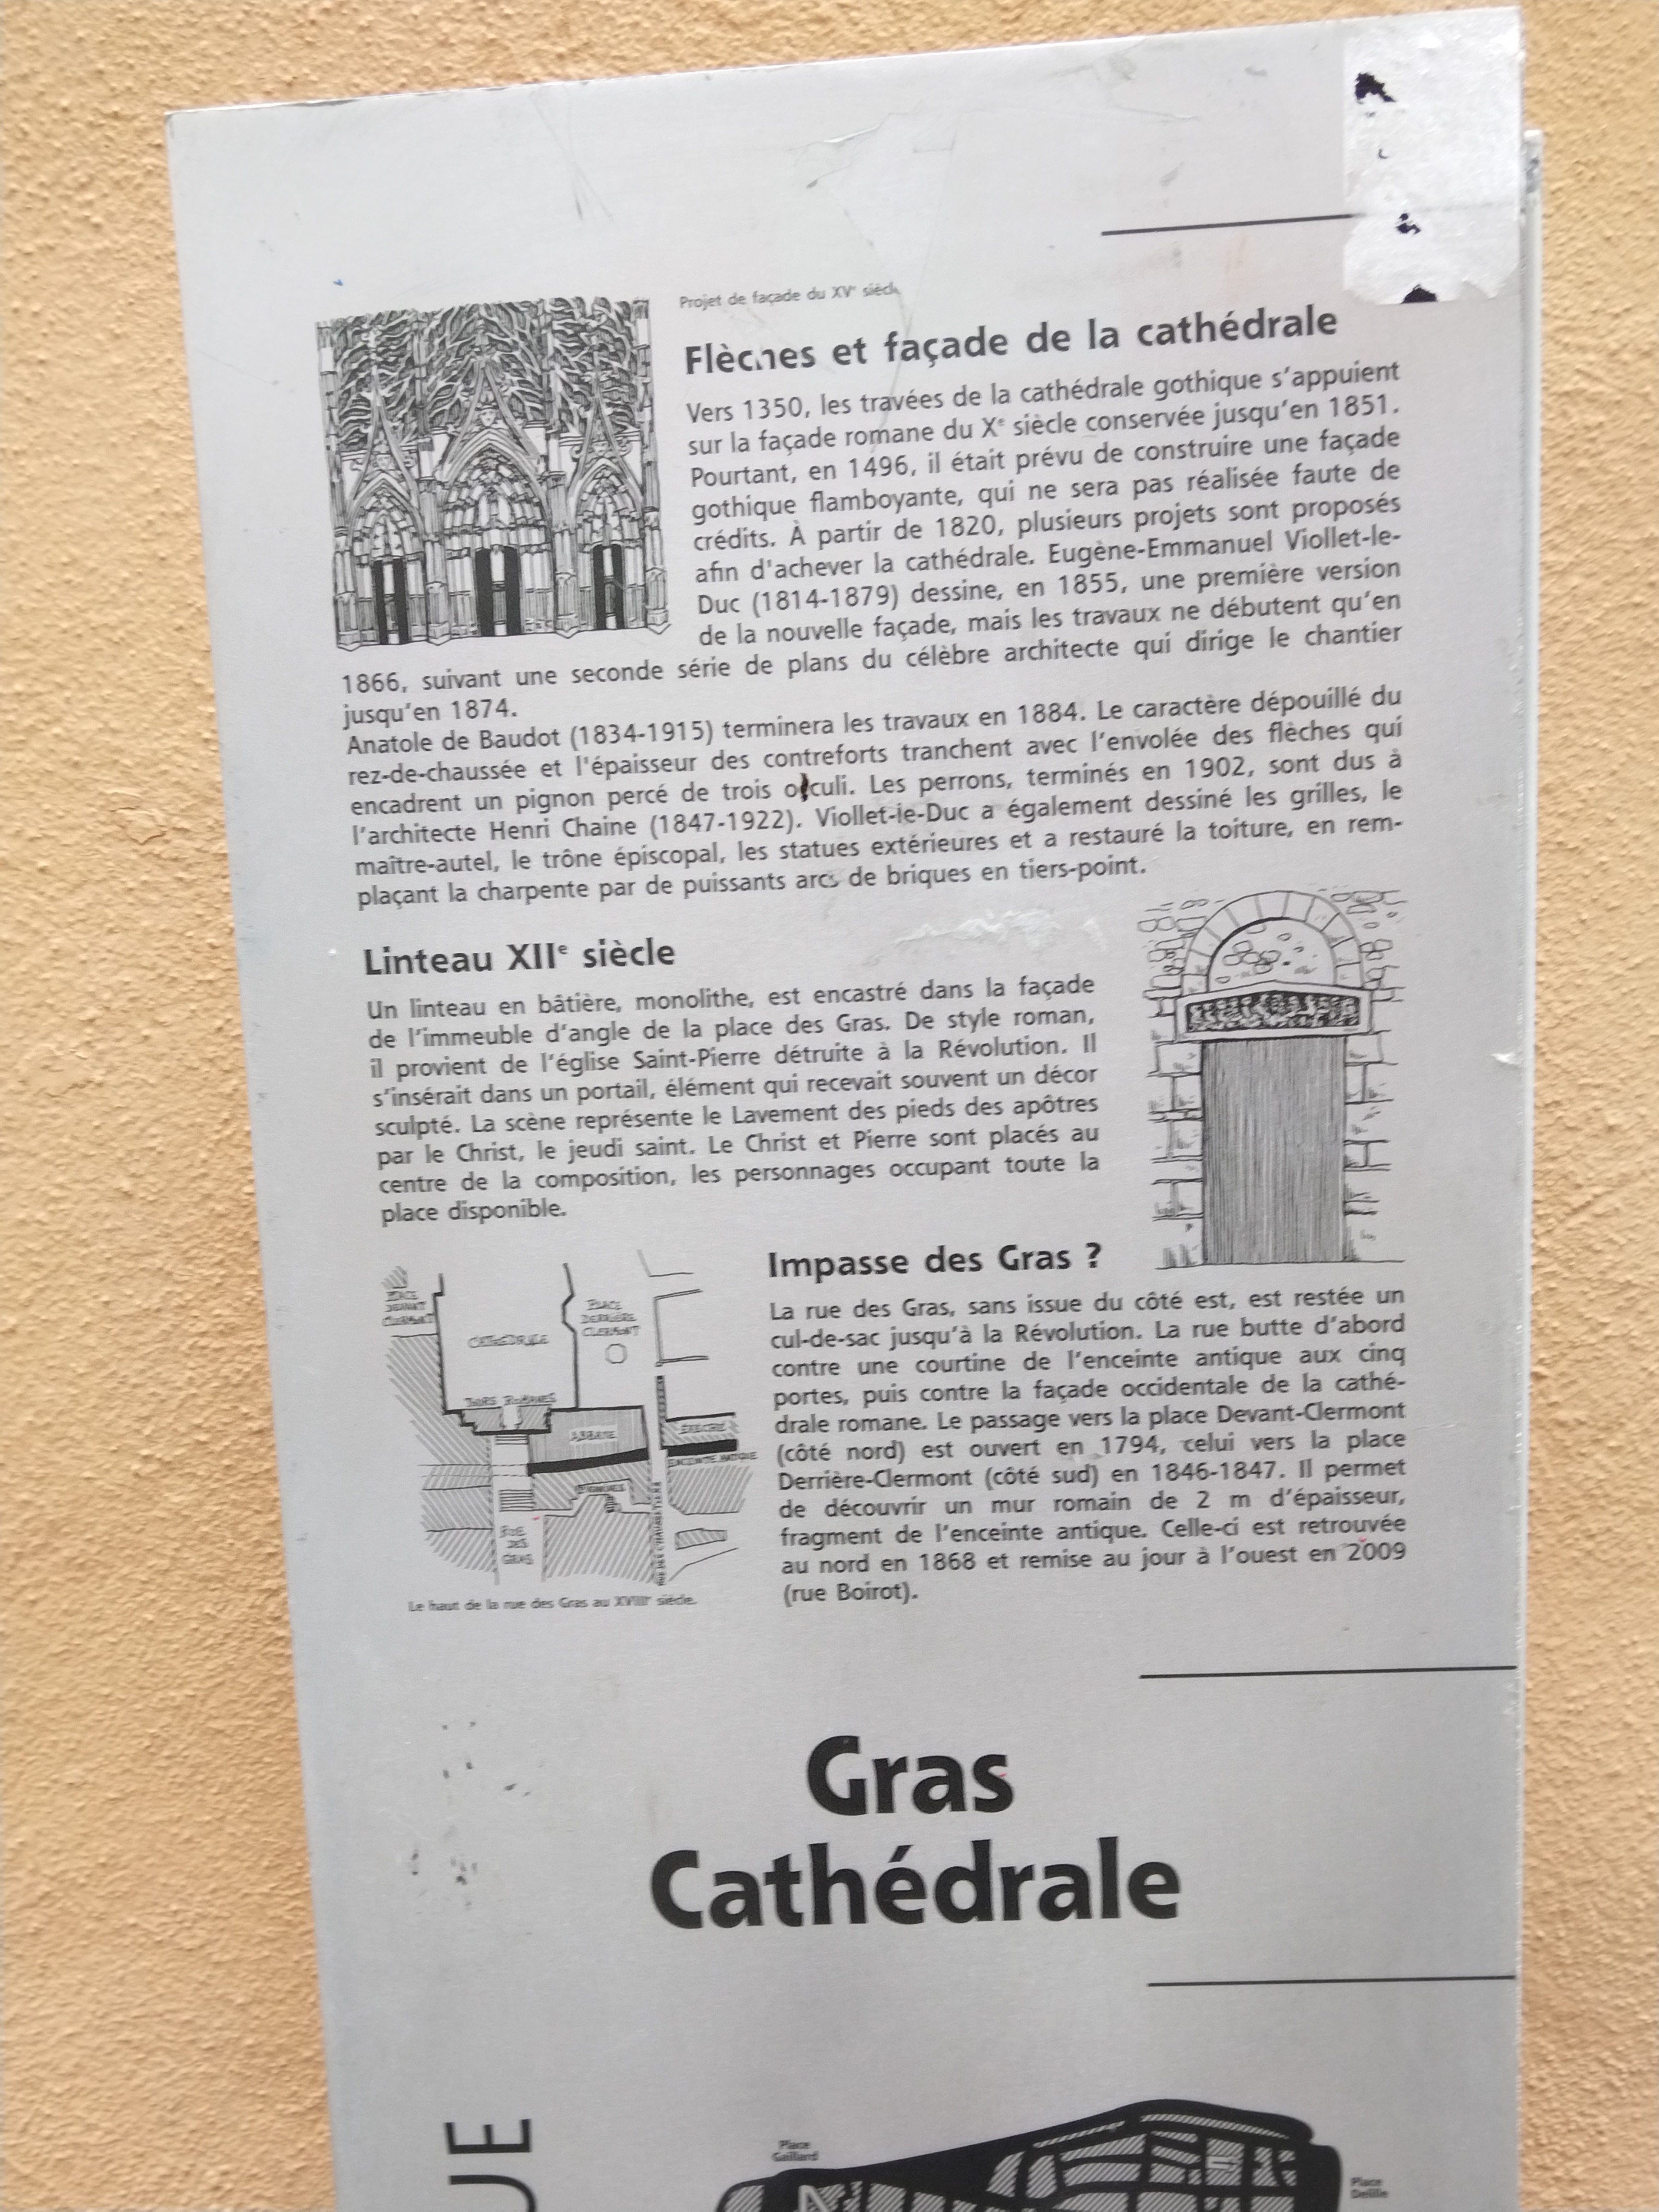 Projet de façade du XVe siècle
Flèches et façade de la cathédrale
Vers 1350, les travées de la cathédrale gothique s'appuient
sur la façade romane du Xe siècle conservée jusqu'en 1851.
Pourtant, en 1496, il était prévu de construire une façade
gothique flamboyante, qui ne sera pas réalisée faute de
crédits. À partir de 1820, plusieurs projets sont proposés
afin d'achever la cathédrale. Eugène-Emmanuel Viollet-le-
Duc (1814-1879) dessine, en 1855, une première version
de la nouvelle façade, mais les travaux ne débutent qu'en
1866, suivant une seconde série de plans du célèbre architecte qui dirige le chantier
jusqu'en 1874.
Anatole de Baudot (1834-1915) terminera les travaux en 1884. Le caractère dépouillé du
rez-de-chaussée et l'épaisseur des contreforts tranchent avec l'envolée des flèches qui
encadrent un pignon percé de trois oculi. Les perrons, terminés en 1902, sont dus à
l'architecte Henri Chaine (1847-1922). Viollet-le-Duc a également dessiné les grilles, le
maître-autel, le trône épiscopal, les statues extérieures et a restauré la toiture, en rem-
plaçant la charpente par de puissants arcs de briques en tiers-point.
Linteau XIIe siècle
Un linteau en bâtière, monolithe, est encastré dans la façade
de l'immeuble d'angle de la place des Gras. De style roman,
il provient de l'église Saint-Pierre détruite à la Révolution. Il
s'insérait dans un portail, élément qui recevait souvent un décor
sculpté. La scène représente le Lavement des pieds des apôtres
par le Christ, le jeudi saint. Le Christ et Pierre sont placés au
centre de la composition, les personnages occupant toute la
place disponible.
Impasse des Gras ?
La rue des Gras, sans issue du côté est, est restée un
cul-de-sac jusqu'à la Révolution. La rue butte d'abord
contre une courtine de l'enceinte antique aux cinq
portes, puis contre la façade occidentale de la cathé-
drale romane. Le passage vers la place Devant-Clermont
(côté nord) est ouvert en 1794, celui vers la place
Derrière-Clermont (côté sud) en 1846-1847. Il permet
de découvrir un mur romain de 2 m d'épaisseur,
fragment de l'enceinte antique. Celle-ci est retrouvée
au nord en 1868 et remise au jour à l'ouest en 2009
(rue Boirot).
PLACE
DEVANT
CLERMONT
CATHÉDRALE
PLACE
DERRIÈRE
CLERMONT
TOURS ROMANES
ABBAYE
ÉVÊCHÉ
ENCEINTE ANTIQUE
RUE
DES
GRAS
Le haut de la rue des Gras au XVIIIe siècle.
Gras
Cathédrale
UE
Place
Gaillard
Place
Delille